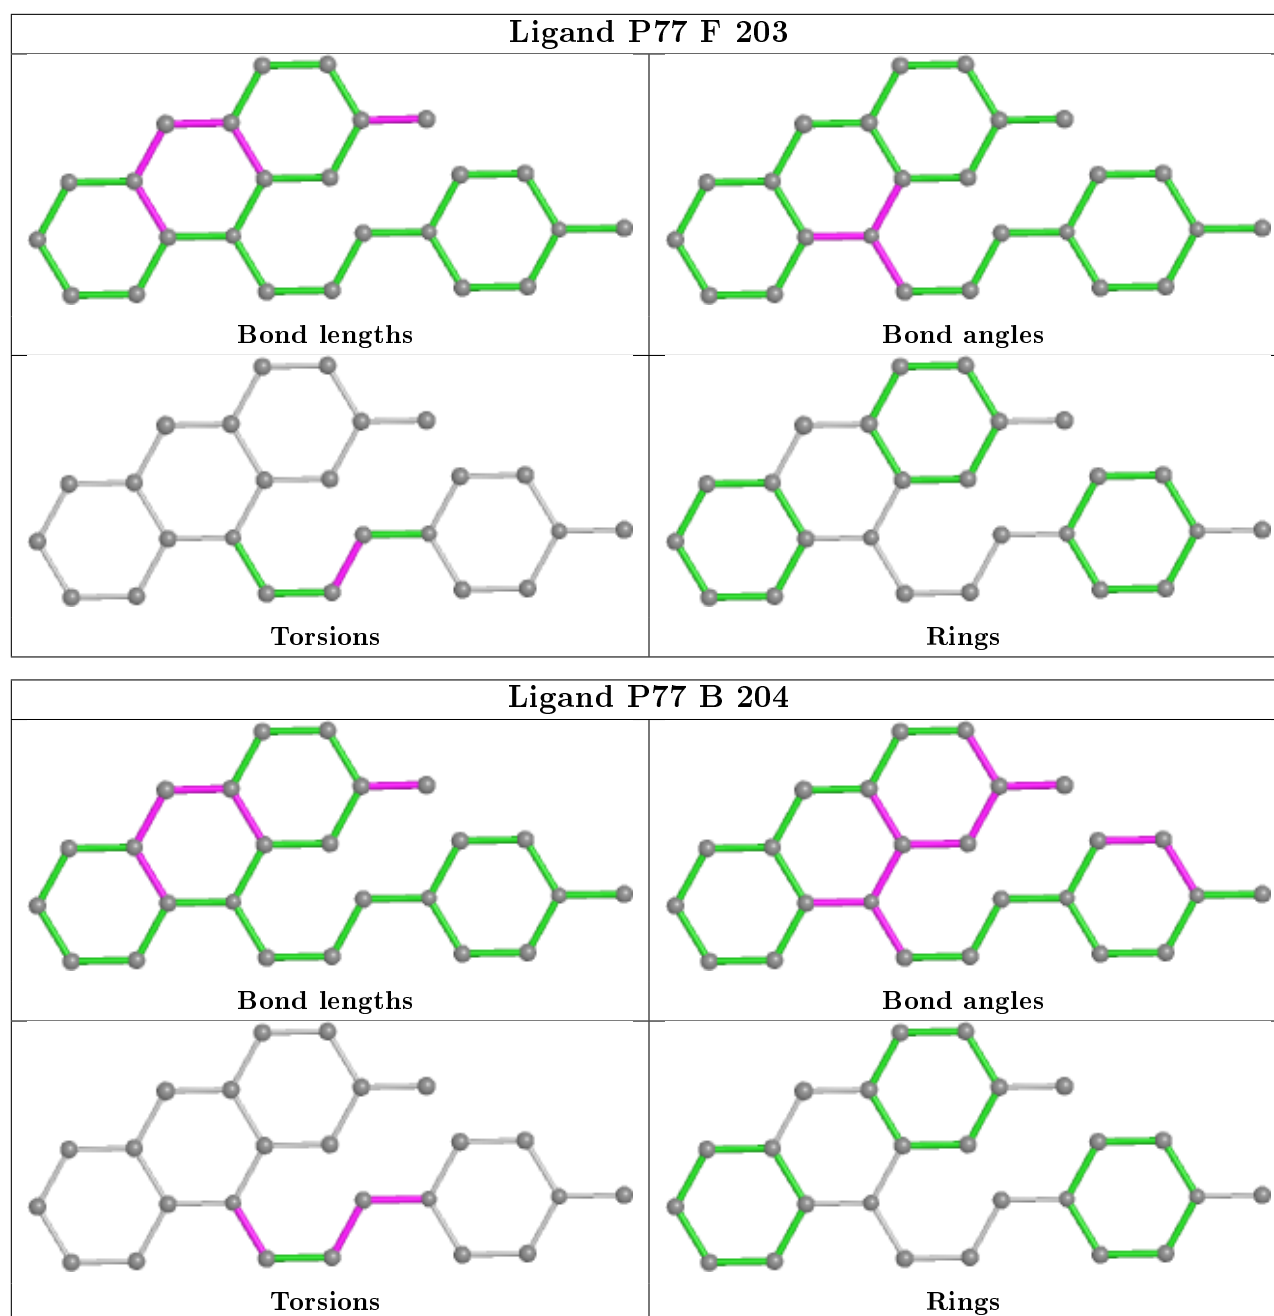 Ligand P77 F 203
Bond lengths
Bond angles
Torsions
Rings
Ligand P77 B 204
Bond lengths
Bond angles
Torsions
Rings